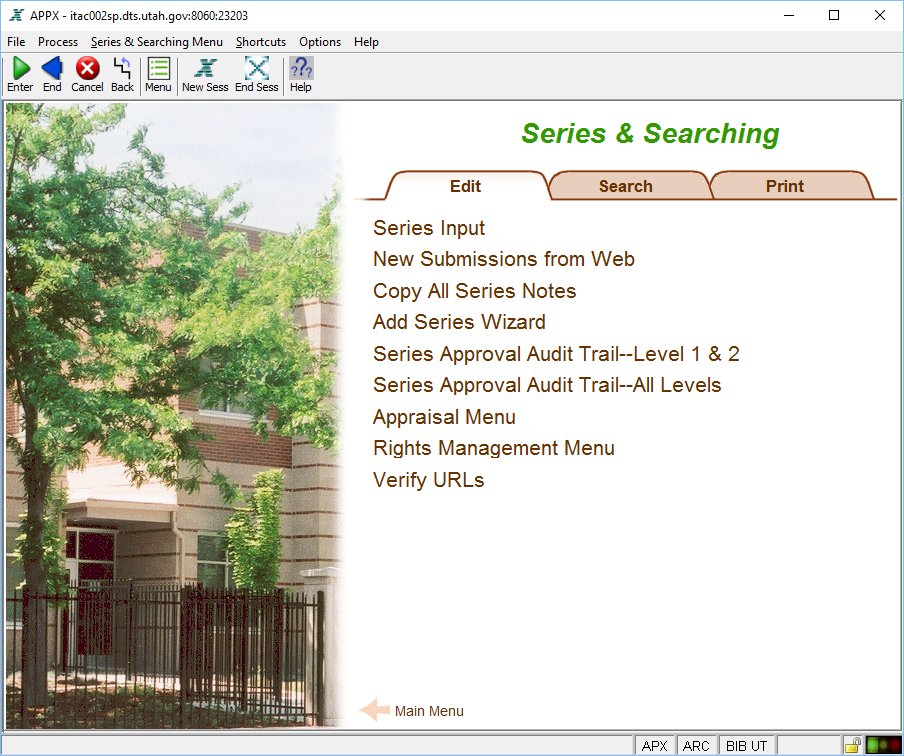 APPX - itac002sp.dts.utah.gov:8060:23203
File Process Series & Searching Menu Shortcuts Options Help
Enter End Cancel Back Menu New Sess End Sess Help
Series & Searching
Edit Search Print
Series Input
New Submissions from Web
Copy All Series Notes
Add Series Wizard
Series Approval Audit Trail--Level 1 & 2
Series Approval Audit Trail--All Levels
Appraisal Menu
Rights Management Menu
Verify URLs
Main Menu
APX ARC BIB UT